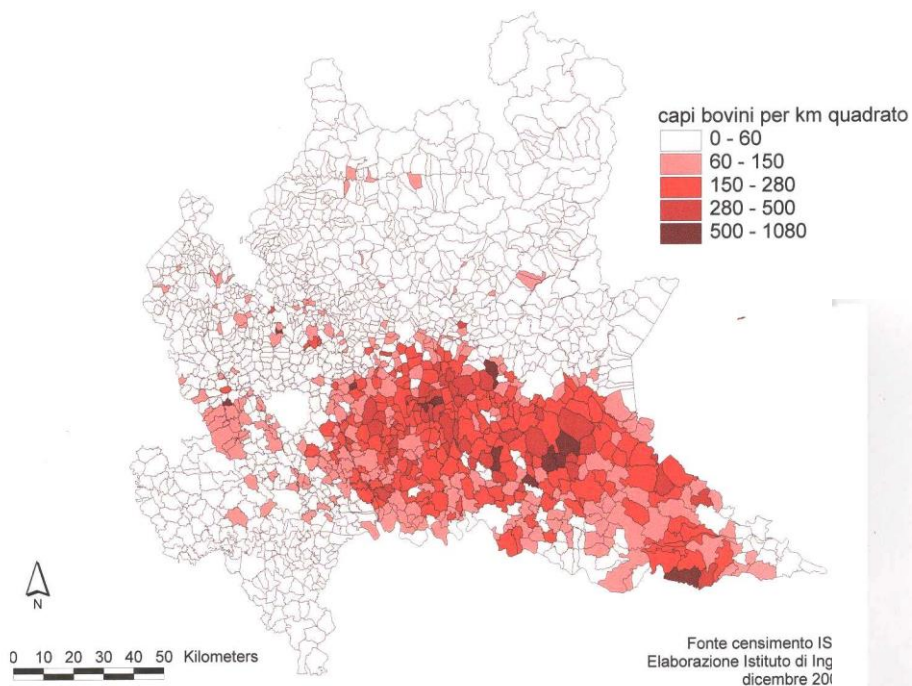 capi bovini per km quadrato
0 - 60
60 - 150
150 - 280
280 - 500
500 - 1080
N
0 10 20 30 40 50 Kilometers
Fonte censimento IS
Elaborazione Istituto di Ing
dicembre 200